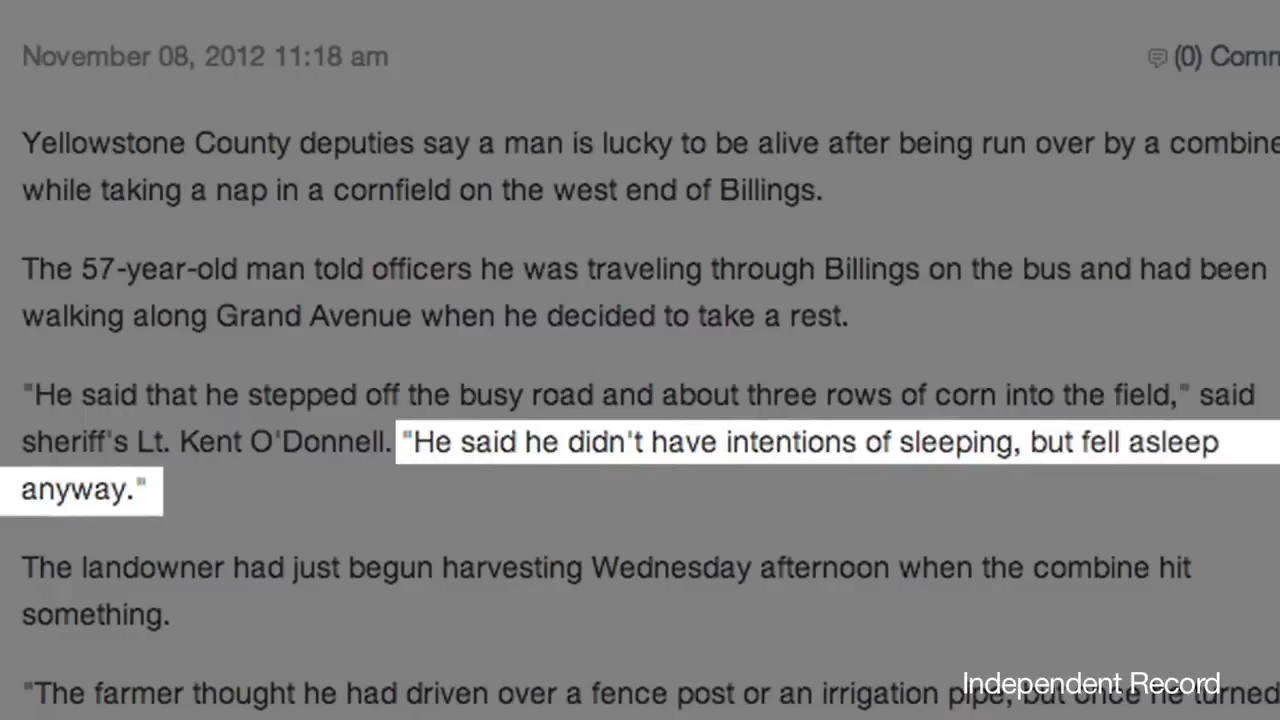 November 08, 2012 11:18 am
(0) Comm
Yellowstone County deputies say a man is lucky to be alive after being run over by a combine
while taking a nap in a cornfield on the west end of Billings.
The 57-year-old man told officers he was traveling through Billings on the bus and had been
walking along Grand Avenue when he decided to take a rest.
"He said that he stepped off the busy road and about three rows of corn into the field," said
sheriff's Lt. Kent O'Donnell. "He said he didn't have intentions of sleeping, but fell asleep
anyway."
The landowner had just begun harvesting Wednesday afternoon when the combine hit
something.
"The farmer thought he had driven over a fence post or an irrigation pipe, but once he turned
Independent Record